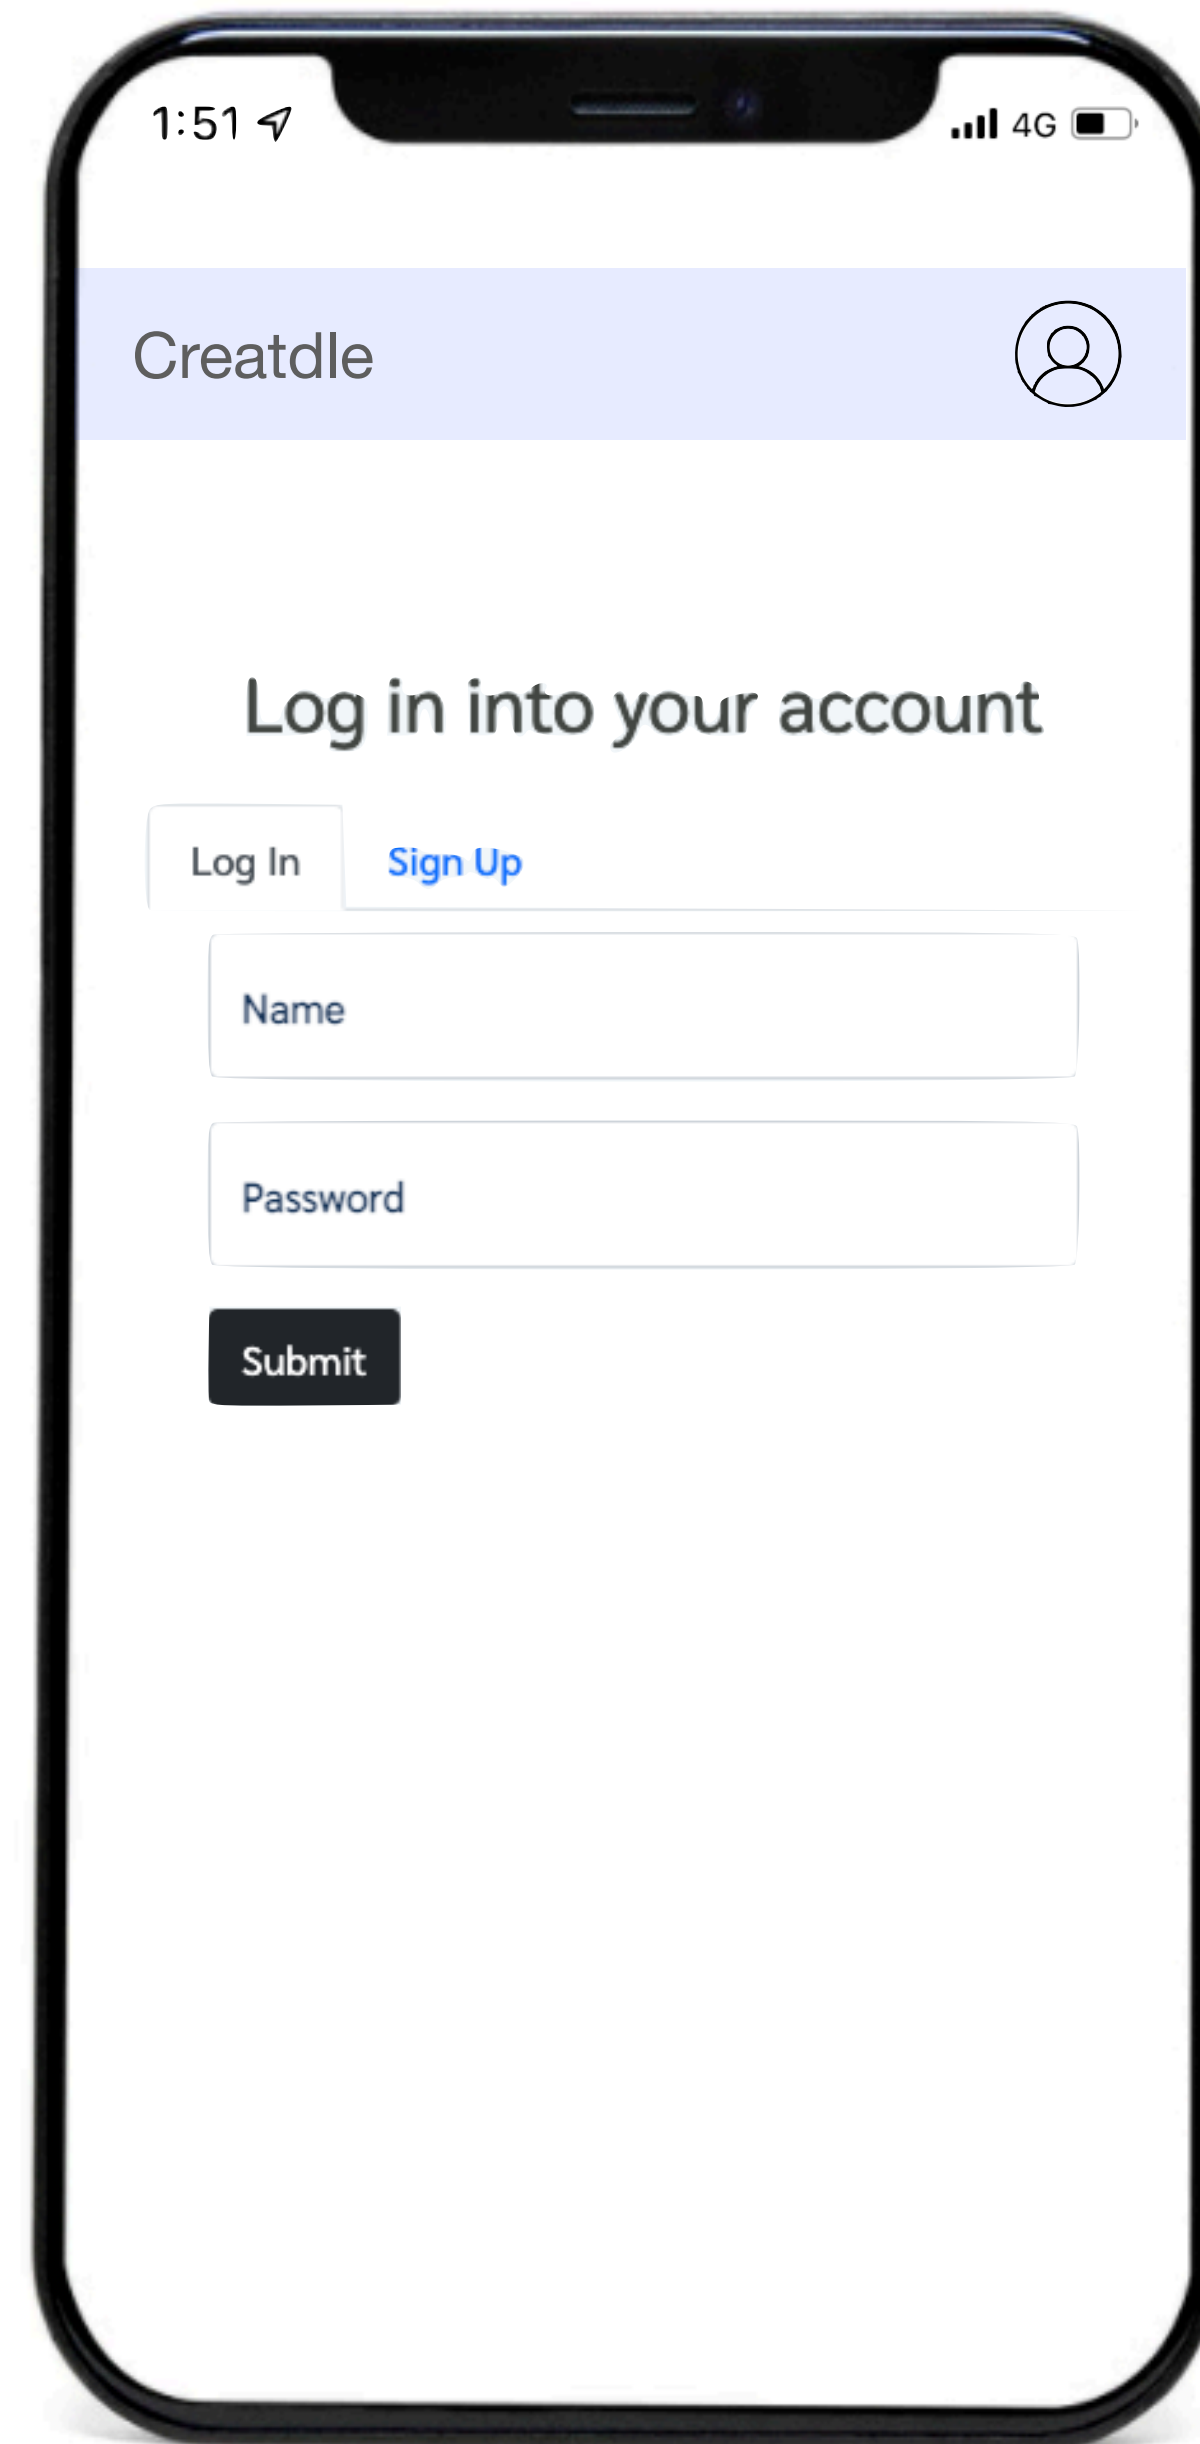 1:51 4G
Creatdle
Log in into your account
Log In Sign Up
Name
Password
Submit